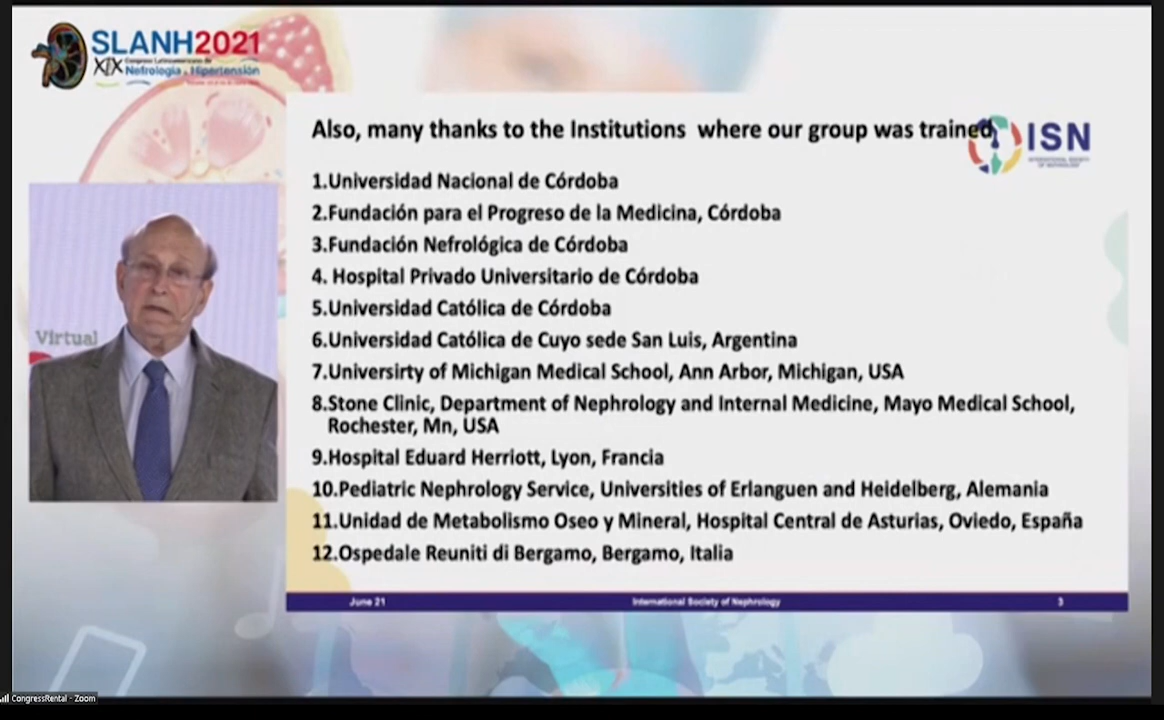 SLANH2021
XIX Congreso Latinoamericano de
Nefrología e Hipertensión
Also, many thanks to the Institutions where our group was trained
ISN
INTERNATIONAL SOCIETY
OF NEPHROLOGY
1.Universidad Nacional de Córdoba
2.Fundación para el Progreso de la Medicina, Córdoba
3.Fundación Nefrológica de Córdoba
4. Hospital Privado Universitario de Córdoba
5.Universidad Católica de Córdoba
6.Universidad Católica de Cuyo sede San Luis, Argentina
7.Universirty of Michigan Medical School, Ann Arbor, Michigan, USA
8.Stone Clinic, Department of Nephrology and Internal Medicine, Mayo Medical School,
Rochester, Mn, USA
9.Hospital Eduard Herriott, Lyon, Francia
10.Pediatric Nephrology Service, Universities of Erlanguen and Heidelberg, Alemania
11.Unidad de Metabolismo Oseo y Mineral, Hospital Central de Asturias, Oviedo, España
12.Ospedale Reuniti di Bergamo, Bergamo, Italia
Virtual
June 21 International Society of Nephrology 3
CongressRental - Zoom